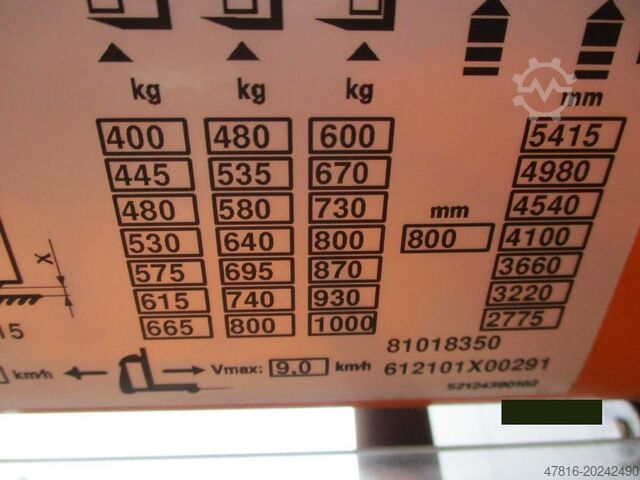 kg kg kg mm
400 480 600 5415
445 535 670 4980
480 580 730 mm 4540
530 640 800 800 4100
575 695 870 3660
615 740 930 3220
665 800 1000 2775
X
15
81018350
km/h Vmax: 9,0 km/h 612101X00291
52124390102
47816-20242490